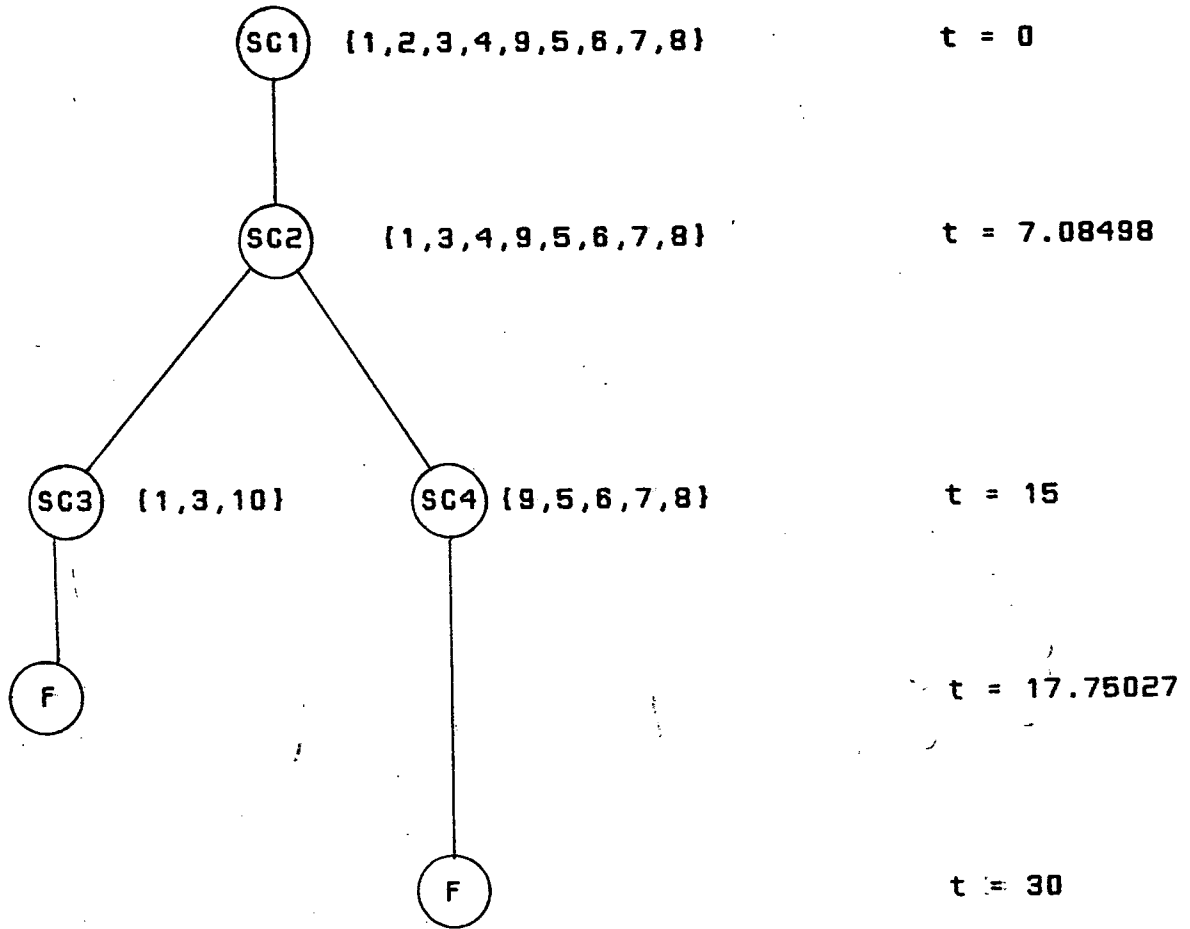 SC1 {1,2,3,4,9,5,6,7,8} t = 0
SC2 {1,3,4,9,5,6,7,8} t = 7.08498
SC3 {1,3,10} SC4 {9,5,6,7,8} t = 15
F t = 17.75027
F t = 30